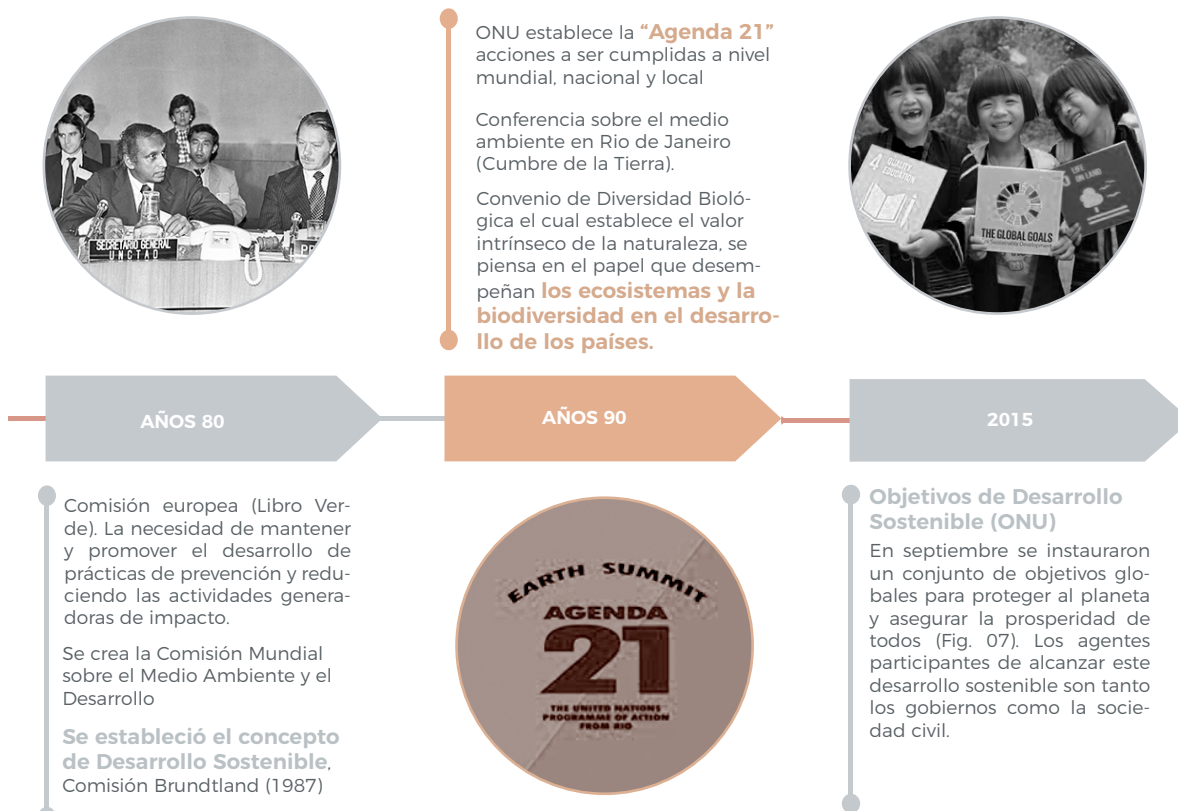 SECRETARIO GENERAL
UNCTAD
PR
ONU establece la “Agenda 21”
acciones a ser cumplidas a nivel
mundial, nacional y local
Conferencia sobre el medio
ambiente en Rio de Janeiro
(Cumbre de la Tierra).
Convenio de Diversidad Bioló-
gica el cual establece el valor
intrínseco de la naturaleza, se
piensa en el papel que desem-
peñan los ecosistemas y la
biodiversidad en el desarro-
llo de los países.
4 QUALITY
EDUCATION
THE GLOBAL GOALS
LIFE
ON LAND
AÑOS 80
AÑOS 90
2015
Comisión europea (Libro Ver-
de). La necesidad de mantener
y promover el desarrollo de
prácticas de prevención y redu-
ciendo las actividades genera-
doras de impacto.
Se crea la Comisión Mundial
sobre el Medio Ambiente y el
Desarrollo
Se estableció el concepto
de Desarrollo Sostenible,
Comisión Brundtland (1987)
EARTH SUMMIT
AGENDA
21
THE UNITED NATIONS
PROGRAMME OF ACTION
FROM RIO
Objetivos de Desarrollo
Sostenible (ONU)
En septiembre se instauraron
un conjunto de objetivos glo-
bales para proteger al planeta
y asegurar la prosperidad de
todos (Fig. 07). Los agentes
participantes de alcanzar este
desarrollo sostenible son tanto
los gobiernos como la socie-
dad civil.